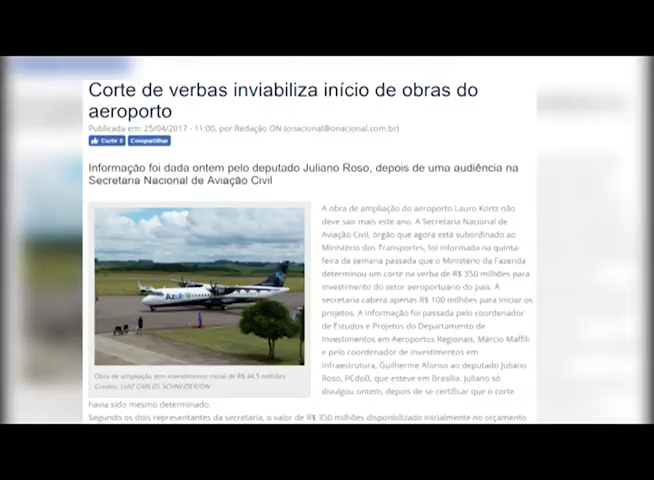 Corte de verbas inviabiliza início de obras do
aeroporto
Publicada em: 25/04/2017 - 11:00, por Redação ON (onacional@onacional.com.br)
Curtir 0 Compartilhar
Informação foi dada ontem pelo deputado Juliano Roso, depois de uma audiência na
Secretaria Nacional de Aviação Civil
Azul
Obra de ampliação tem investimento inicial de R$ 44,5 milhões
Crédito: LUIZ CARLOS SCHNEIDER/ON
A obra de ampliação do aeroporto Lauro Kortz não
deve sair mais este ano. A Secretaria Nacional de
Aviação Civil, órgão que agora está subordinado ao
Ministério dos Transportes, foi informada na quinta-
feira da semana passada que o Ministério da Fazenda
determinou um corte na verba de R$ 350 milhões para
investimento do setor aeroportuário do país. À
secretaria caberá apenas R$ 100 milhões para iniciar os
projetos. A informação foi passada pelo coordenador
de Estudos e Projetos do Departamento de
Investimentos em Aeroportos Regionais, Márcio Maffili
e pelo coordenador de investimentos em
Infraestrutura, Guilherme Afonso ao deputado Juliano
Roso, PCdoB, que esteve em Brasília. Juliano só
divulgou ontem, depois de se certificar que o corte
havia sido mesmo determinado.
Segundo os dois representantes da secretaria, o valor de R$ 350 milhões disponibilizado inicialmente no orçamento